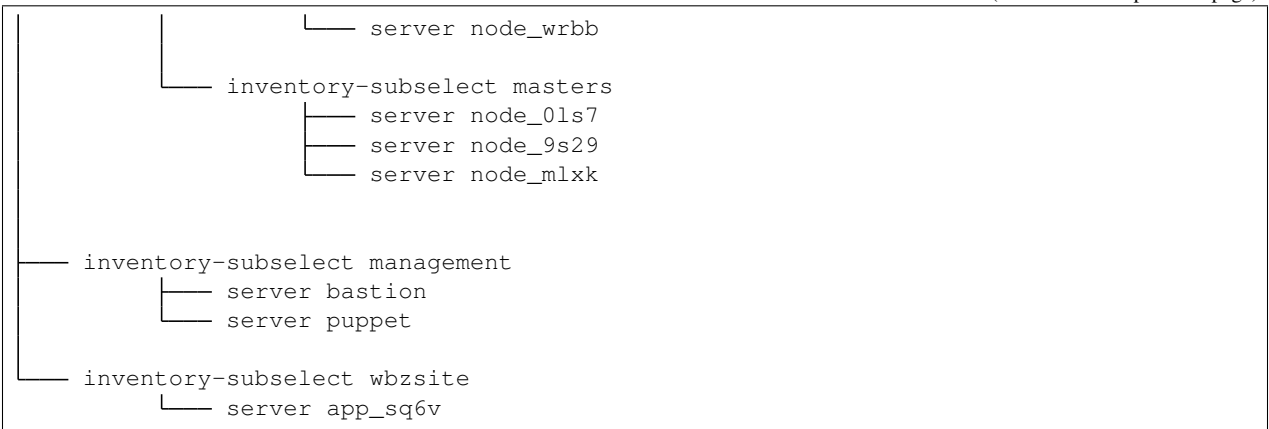 server node_wrbb
inventory-subselect masters
server node_0ls7
server node_9s29
server node_mlxk
inventory-subselect management
server bastion
server puppet
inventory-subselect wbzsite
server app_sq6v